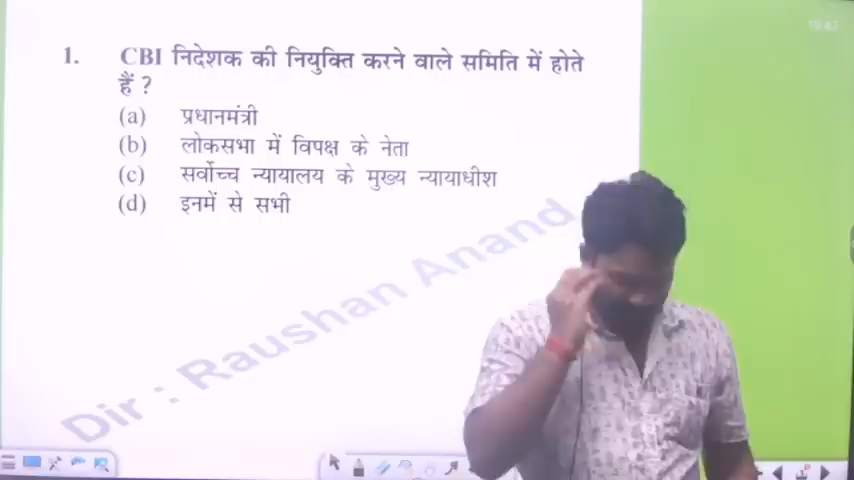 1. CBI निदेशक की नियुक्ति करने वाले समिति में होते
हैं ?
(a) प्रधानमंत्री
(b) लोकसभा में विपक्ष के नेता
(c) सर्वोच्च न्यायालय के मुख्य न्यायाधीश
(d) इनमें से सभी
Dir : Raushan Anand